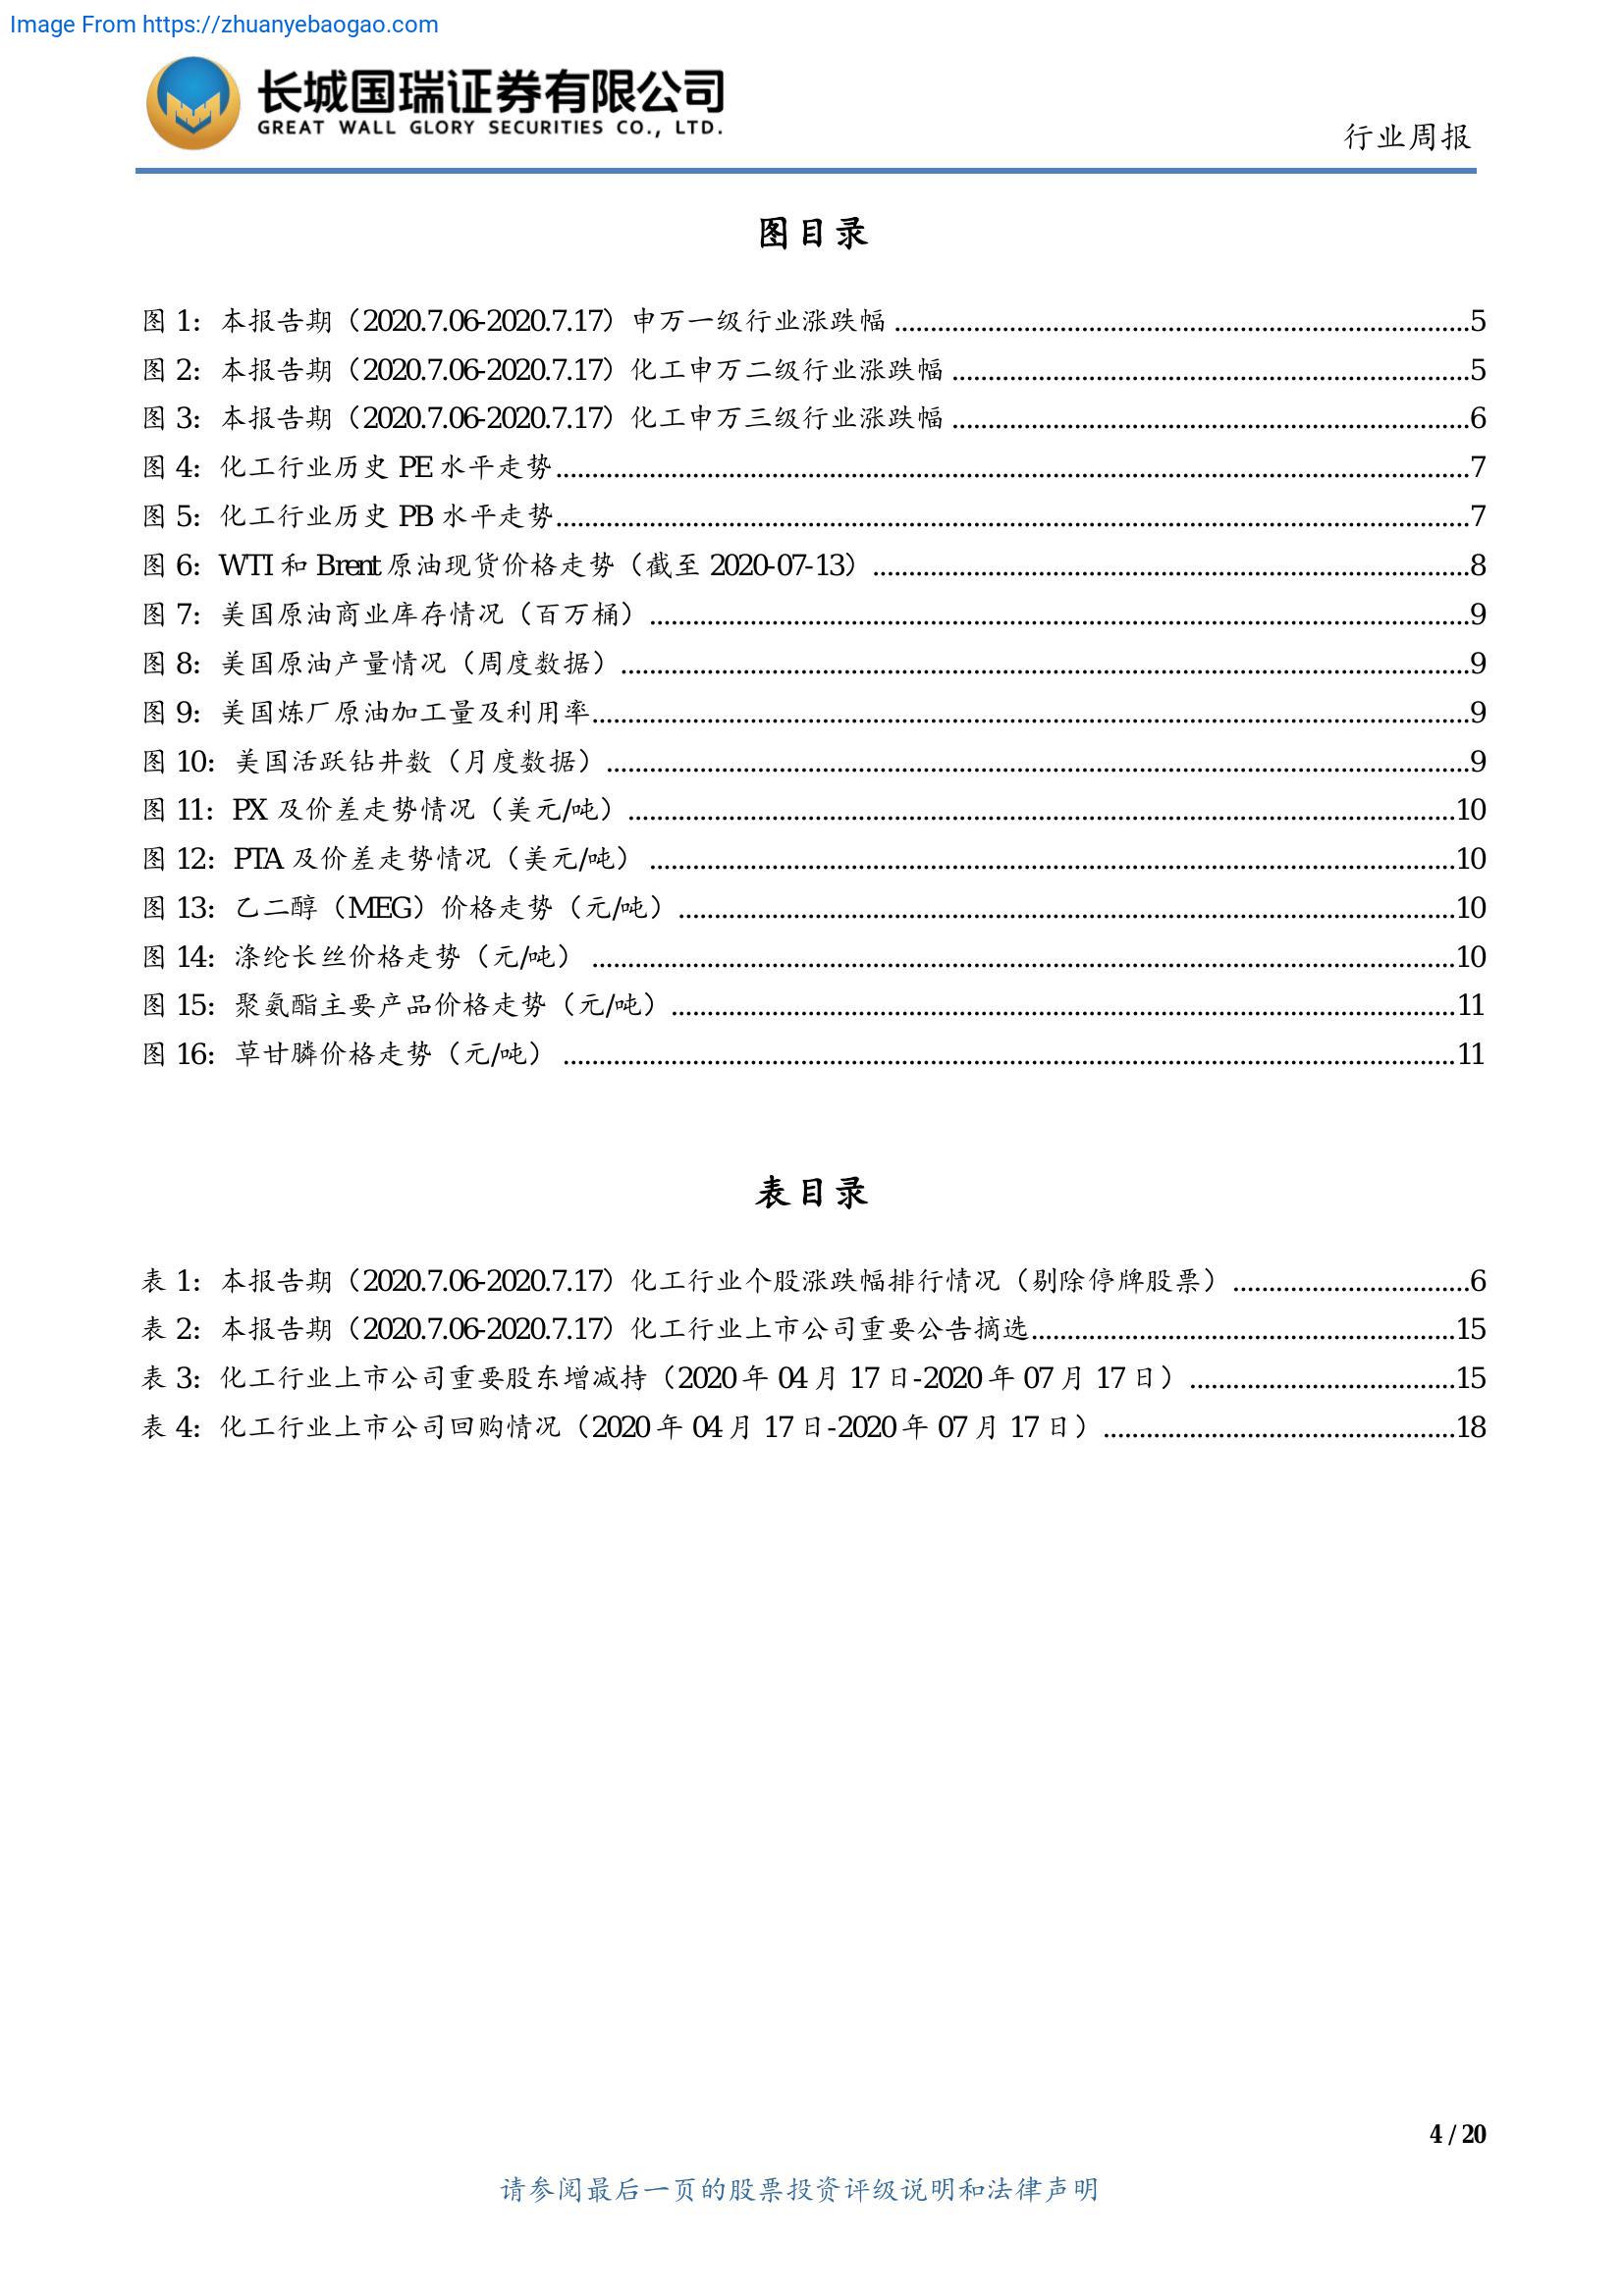 Image From https://zhuanyebaogao.com
长城国瑞证券有限公司
GREAT WALL GLORY SECURITIES CO., LTD.
行业周报
图目录
图 1: 本报告期（2020.7.06-2020.7.17）申万一级行业涨跌幅 ................................5
图 2: 本报告期（2020.7.06-2020.7.17）化工申万二级行业涨跌幅 ................................5
图 3: 本报告期（2020.7.06-2020.7.17）化工申万三级行业涨跌幅 ................................6
图 4: 化工行业历史 PE 水平走势................................7
图 5: 化工行业历史 PB 水平走势................................7
图 6: WTI 和 Brent 原油现货价格走势（截至 2020-07-13） ................................8
图 7: 美国原油商业库存情况（百万桶） ................................9
图 8: 美国原油产量情况（周度数据） ................................9
图 9: 美国炼厂原油加工量及利用率................................9
图 10: 美国活跃钻井数（月度数据） ................................9
图 11: PX 及价差走势情况（美元/吨） ................................10
图 12: PTA 及价差走势情况（美元/吨） ................................10
图 13: 乙二醇（MEG）价格走势（元/吨） ................................10
图 14: 涤纶长丝价格走势（元/吨） ................................10
图 15: 聚氨酯主要产品价格走势（元/吨） ................................11
图 16: 草甘膦价格走势（元/吨） ................................11
表目录
表 1: 本报告期（2020.7.06-2020.7.17）化工行业个股涨跌幅排行情况（剔除停牌股票） ................................6
表 2: 本报告期（2020.7.06-2020.7.17）化工行业上市公司重要公告摘选................................15
表 3: 化工行业上市公司重要股东增减持（2020 年 04 月 17 日-2020 年 07 月 17 日） ................................15
表 4: 化工行业上市公司回购情况（2020 年 04 月 17 日-2020 年 07 月 17 日） ................................18
4 / 20
请参阅最后一页的股票投资评级说明和法律声明